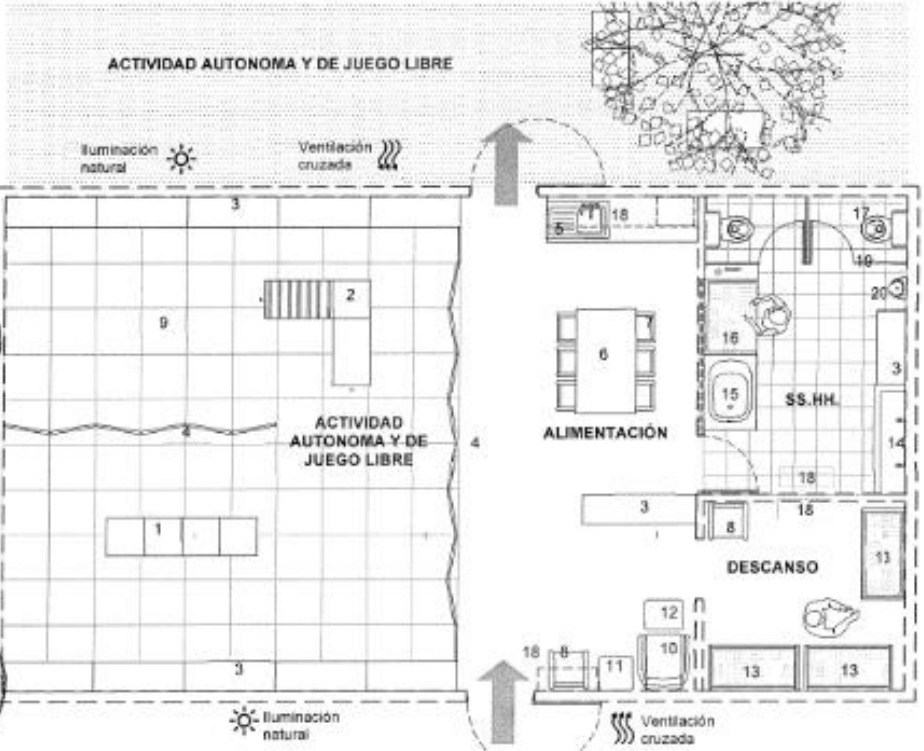 ACTIVIDAD AUTONOMA Y DE JUEGO LIBRE
Iluminación
natural
Ventilación
cruzada
3
5
18
17
19
20
2
9
7
6
16
3
15
SS.HH.
4
ACTIVIDAD
AUTONOMA Y DE
JUEGO LIBRE
4
ALIMENTACIÓN
14
18
1
3
8
18
DESCANSO
13
12
10
18
8
11
13
13
3
Iluminación
natural
Ventilación
cruzada